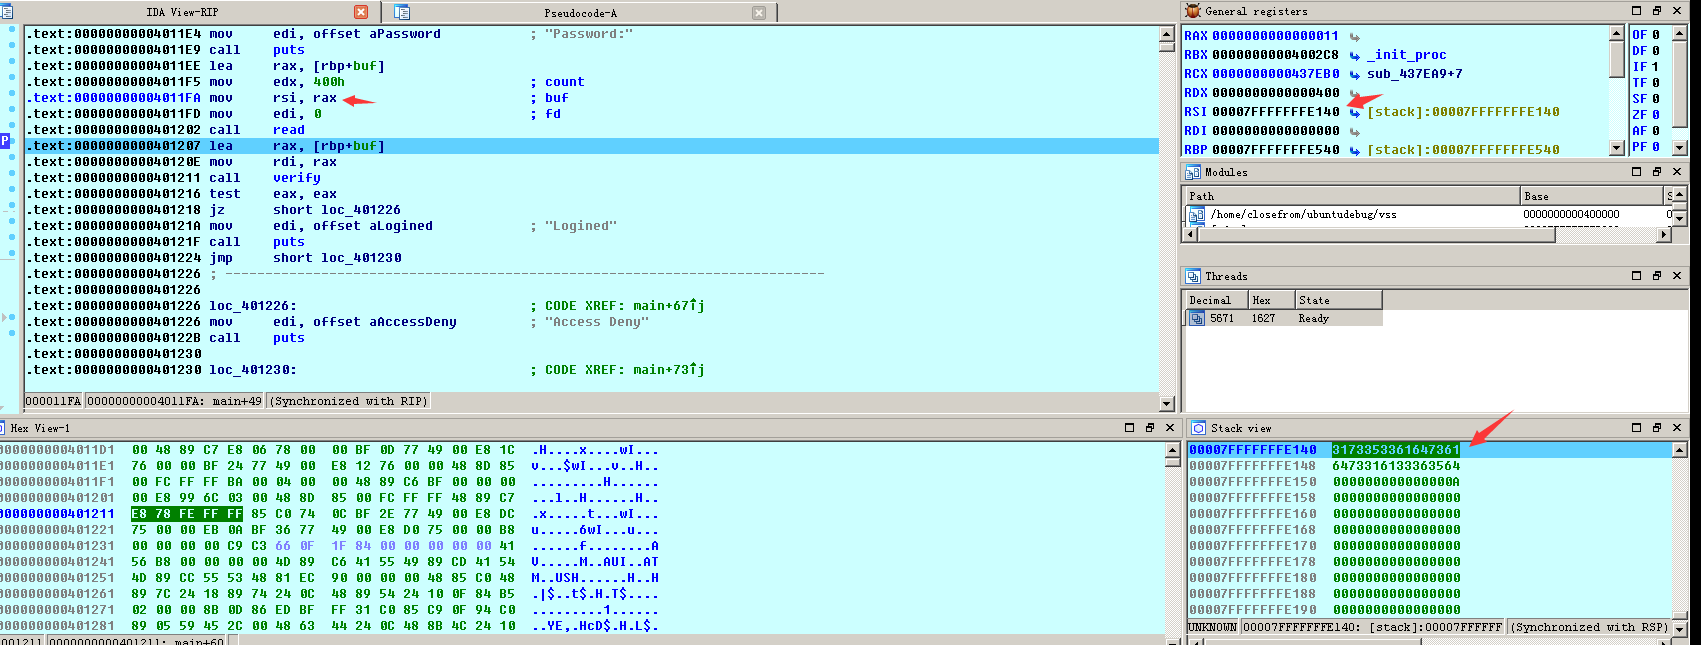 IDA View-RIP
Pseudocode-A
.text:00000000004011E4 mov edi, offset aPassword ; "Password:"
.text:00000000004011E9 call puts
.text:00000000004011EE lea rax, [rbp+buf]
.text:00000000004011F5 mov edx, 400h ; count
.text:00000000004011FA mov rsi, rax ; buf
.text:00000000004011FD mov edi, 0 ; fd
.text:0000000000401202 call read
.text:0000000000401207 lea rax, [rbp+buf]
.text:000000000040120E mov rdi, rax
.text:0000000000401211 call verify
.text:0000000000401216 test eax, eax
.text:0000000000401218 jz short loc_401226
.text:000000000040121A mov edi, offset aLogined ; "Logined"
.text:000000000040121F call puts
.text:0000000000401224 jmp short loc_401230
.text:0000000000401226 ; ---------------------------------------------------------------------------
.text:0000000000401226
.text:0000000000401226 loc_401226: ; CODE XREF: main+67↑j
.text:0000000000401226 mov edi, offset aAccessDeny ; "Access Deny"
.text:000000000040122B call puts
.text:0000000000401230
.text:0000000000401230 loc_401230: ; CODE XREF: main+73↑j
000011FA 00000000004011FA: main+49 (Synchronized with RIP)
P
General registers
RAX 0000000000000011
RBX 00000000004002C8 _init_proc
RCX 0000000000437EB0 sub_437EA9+7
RDX 0000000000000400
RSI 00007FFFFFFFE140 [stack]:00007FFFFFFFE140
RDI 0000000000000000
RBP 00007FFFFFFFE540 [stack]:00007FFFFFFFE540
OF 0
DF 0
IF 1
TF 0
SF 0
ZF 0
AF 0
PF 0
Modules
Path Base
/home/closefrom/ubuntudebug/vss 0000000000400000
Threads
Decimal Hex State
5671 1627 Ready
Hex View-1
0000000004011D1 00 48 89 C7 E8 06 78 00 00 BF 0D 77 49 00 E8 1C .H....x....wI...
0000000004011E1 76 00 00 BF 24 77 49 00 E8 12 76 00 00 48 8D 85 v...$wI...v..H..
0000000004011F1 00 FC FF FF BA 00 04 00 00 48 89 C6 BF 00 00 00 .........H......
000000000401201 00 E8 99 6C 03 00 48 8D 85 00 FC FF FF 48 89 C7 ...l..H......H..
000000000401211 E8 78 FE FF FF 85 C0 74 0C BF 2E 77 49 00 E8 DC .x.....t...wI...
000000000401221 75 00 00 EB 0A BF 36 77 49 00 E8 D0 75 00 00 B8 u.....6wI...u...
000000000401231 00 00 00 00 C9 C3 66 0F 1F 84 00 00 00 00 00 41 ......f........A
000000000401241 56 B8 00 00 00 00 4D 89 C6 41 55 49 89 CD 41 54 V.....M..AUI..AT
000000000401251 4D 89 CC 55 53 48 81 EC 90 00 00 00 48 85 C0 48 M..USH......H..H
000000000401261 89 7C 24 18 89 74 24 0C 48 89 54 24 10 0F 84 B5 .|$..t$.H.T$....
000000000401271 02 00 00 8B 0D 86 ED BF FF 31 C0 85 C9 0F 94 C0 .........1......
000000000401281 89 05 59 45 2C 00 48 63 44 24 0C 48 8B 4C 24 10 ..YE,.HcD$.H.L$.
001211 0000000000401211: main+60
Stack view
00007FFFFFFFE140 3173353361647361
00007FFFFFFFE148 6473316133363564
00007FFFFFFFE150 000000000000000A
00007FFFFFFFE158 0000000000000000
00007FFFFFFFE160 0000000000000000
00007FFFFFFFE168 0000000000000000
00007FFFFFFFE170 0000000000000000
00007FFFFFFFE178 0000000000000000
00007FFFFFFFE180 0000000000000000
00007FFFFFFFE188 0000000000000000
00007FFFFFFFE190 0000000000000000
UNKNOWN 00007FFFFFFFE140: [stack]:00007FFFFFF (Synchronized with RSP)